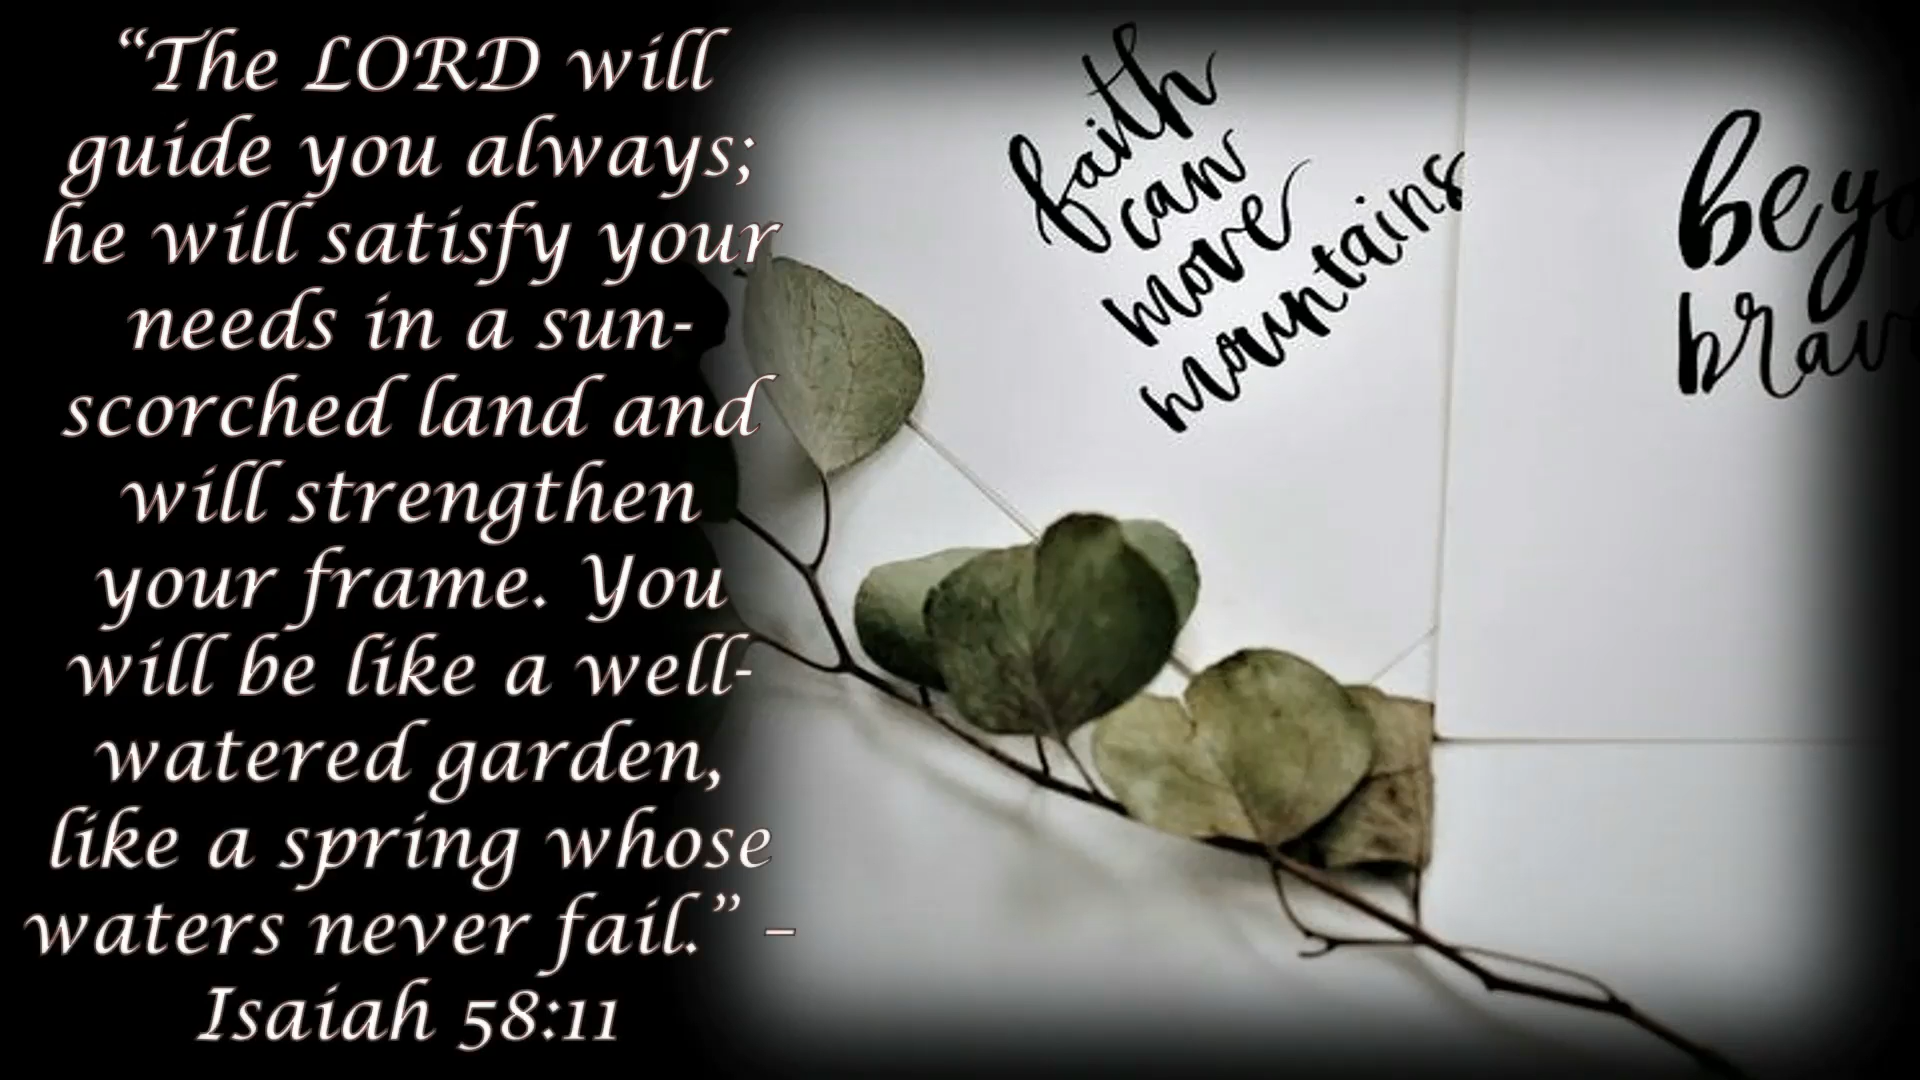 “The LORD will
guide you always;
he will satisfy your
needs in a sun-
scorched land and
will strengthen
your frame. You
will be like a well-
watered garden,
like a spring whose
waters never fail.” –
Isaiah 58:11
faith
can
move
mountains